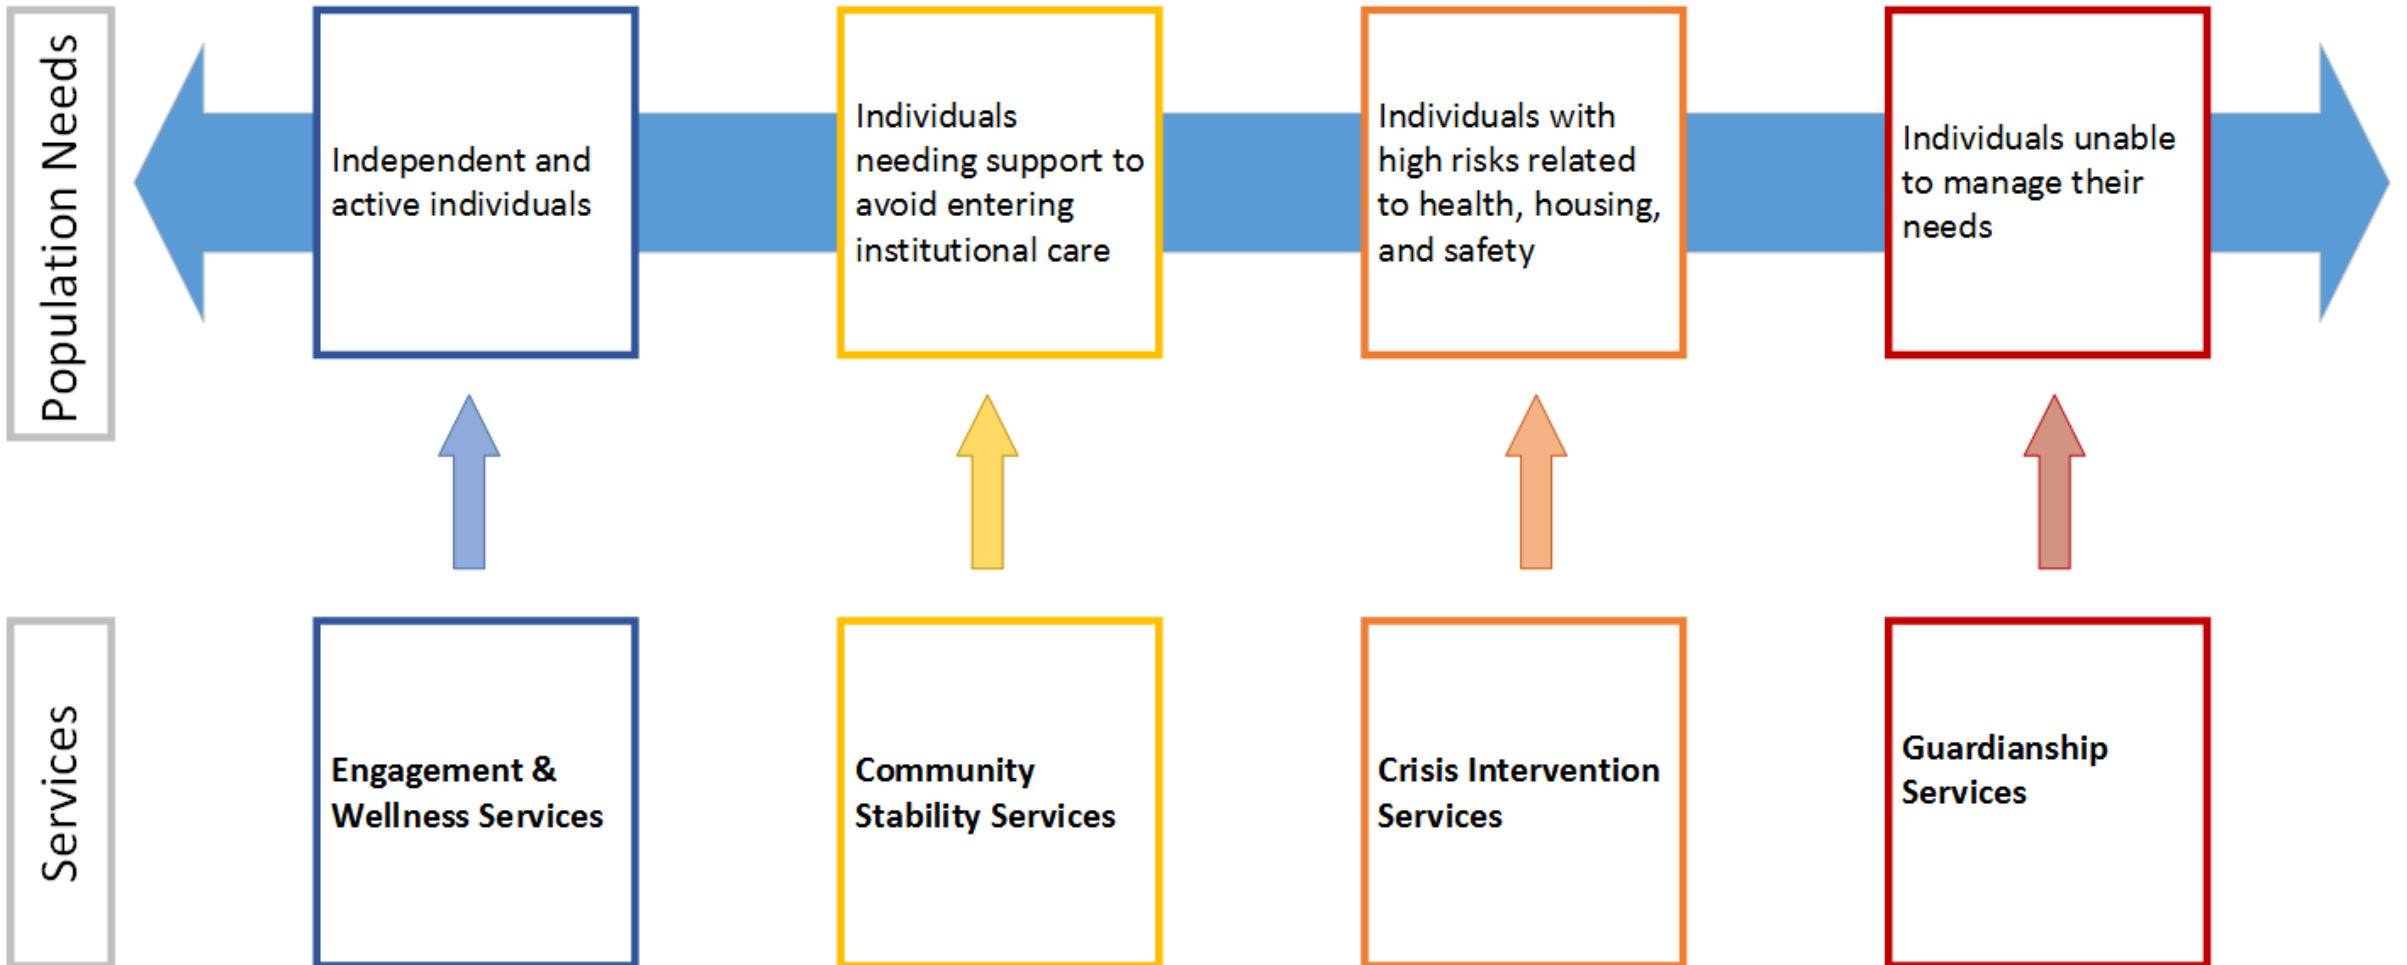 Population Needs
Independent and
active individuals
Individuals
needing support to
avoid entering
institutional care
Individuals with
high risks related
to health, housing,
and safety
Individuals unable
to manage their
needs
Services
Engagement &
Wellness Services
Community
Stability Services
Crisis Intervention
Services
Guardianship
Services